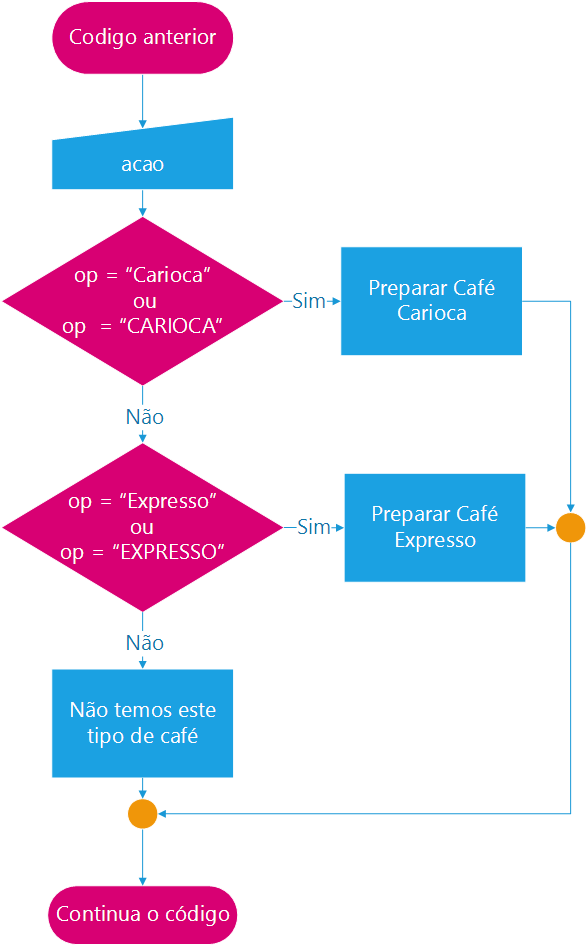 Codigo anterior
acao
op = “Carioca”
ou
op  = “CARIOCA”
Sim
Preparar Café
Carioca
Não
op = “Expresso”
ou
op = “EXPRESSO”
Sim
Preparar Café
Expresso
Não
Não temos este
tipo de café
Continua o código